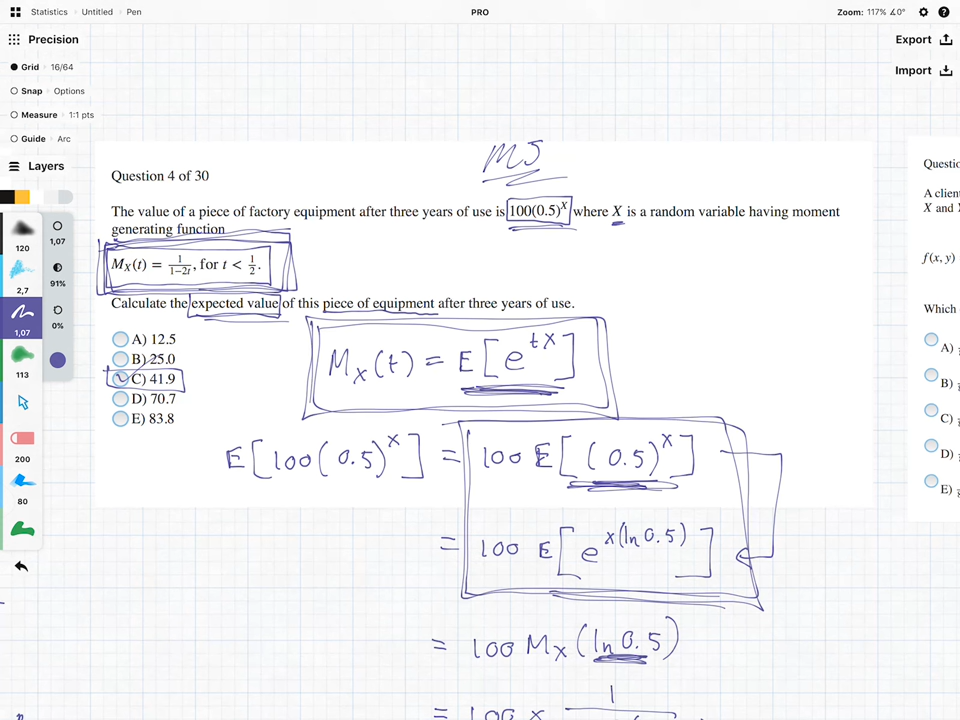 Statistics > Untitled > Pen
PRO
Zoom: 117% ∡0°
Precision
Export
Grid > 16/64
Import
Snap > Options
Measure > 1:1 pts
Guide > Arc
Layers
M5
Question 4 of 30
Questio
The value of a piece of factory equipment after three years of use is 100(0.5)^X where X is a random variable having moment
generating function
A client
X and Y
M_X(t) = 1/(1−2t), for t < 1/2.
f(x, y)
Calculate the expected value of this piece of equipment after three years of use.
Which
A) 12.5
B) 25.0
C) 41.9
D) 70.7
E) 83.8
A)
B)
C)
D)
E)
120
1,07
2,7
91%
1,07
0%
113
200
80
M_X(t) = E[e^{tX}]
E[100(0.5)^X] = 100 E[(0.5)^X]
= 100 E[e^{X(ln 0.5)}]
= 100 M_X(ln 0.5)
= 100 × 1